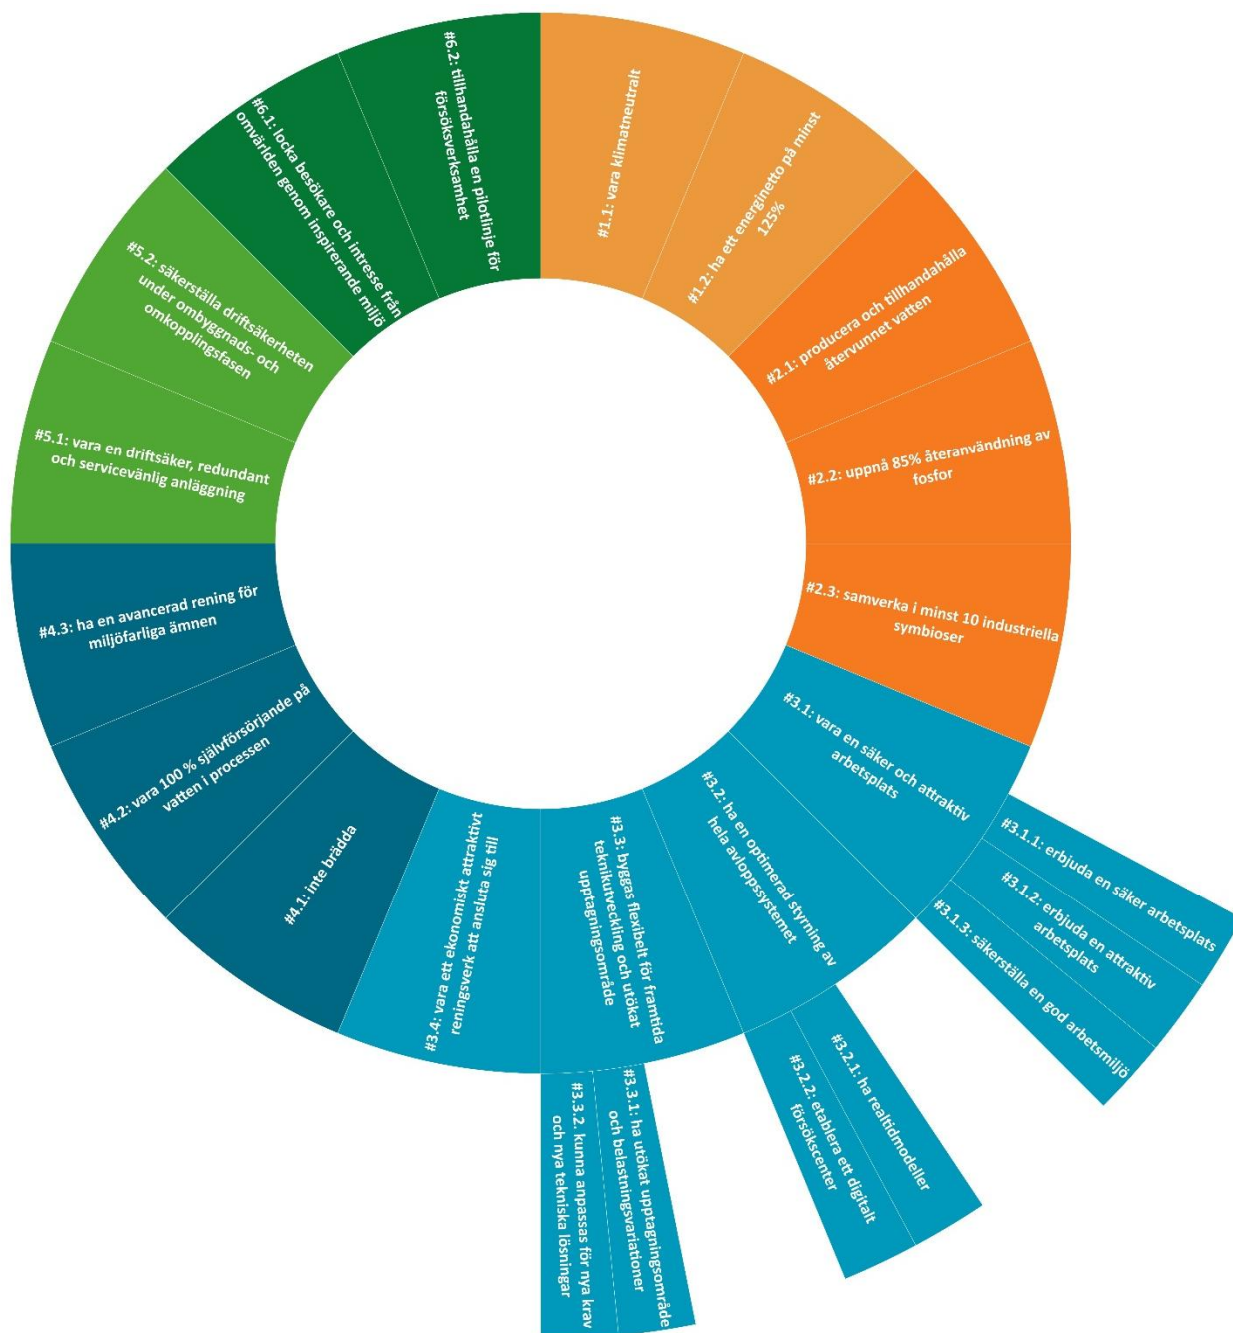 #1.1: vara klimatneutralt
#1.2: ha ett energinetto på minst
125%
#2.1: producera och tillhandahålla
återvunnet vatten
#2.2: uppnå 85% återanvändning av
fosfor
#2.3: samverka i minst 10 industriella
symbioser
#3.1: vara en säker och attraktiv
arbetsplats
#3.1.1: erbjuda en säker arbetsplats
#3.1.2: erbjuda en attraktiv
arbetsplats
#3.1.3: säkerställa en god arbetsmiljö
#3.2: ha en optimerad styrning av
hela avloppssystemet
#3.2.1: ha realtidmodeller
#3.2.2: etablera ett digitalt
försökscenter
#3.3: byggas flexibelt för framtida
teknikutveckling och utökat
upptagningsområde
#3.3.1: ha utökat upptagningsområde
och belastningsvariationer
#3.3.2. kunna anpassas för nya krav
och nya tekniska lösningar
#3.4: vara ett ekonomiskt attraktivt
reningsverk att ansluta sig till
#4.1: inte brädda
#4.2: vara 100 % självförsörjande på
vatten i processen
#4.3: ha en avancerad rening för
miljöfarliga ämnen
#5.1: vara en driftsäker, redundant
och servicevänlig anläggning
#5.2: säkerställa driftsäkerheten
under ombyggnads- och
omkopplingsfasen
#6.1: locka besökare och intresse från
omvärlden genom inspirerande miljö
#6.2: tillhandahålla en pilotlinje för
försöksverksamhet